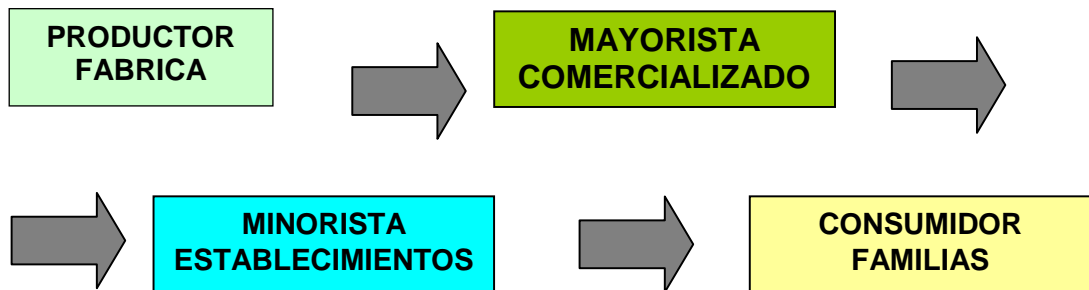 PRODUCTOR
FABRICA
MAYORISTA
COMERCIALIZADO
MINORISTA
ESTABLECIMIENTOS
CONSUMIDOR
FAMILIAS